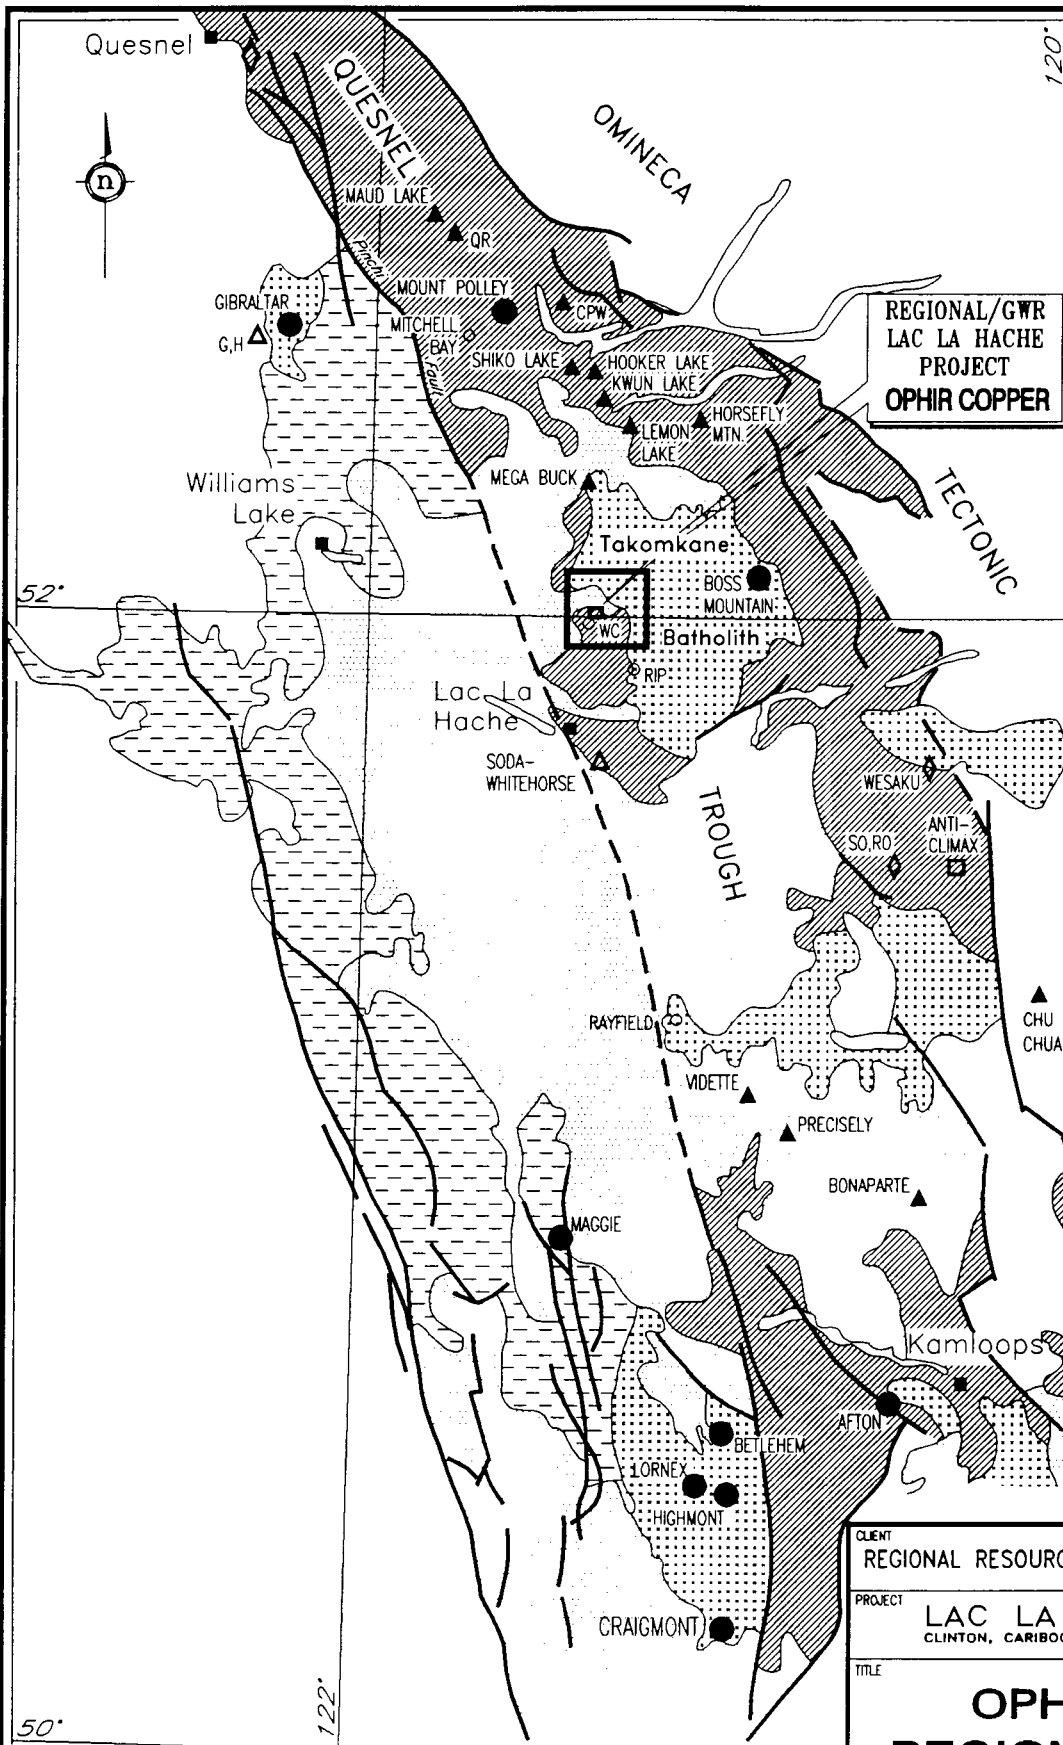 Quesnel
120°
QUESNEL
OMINECA
n
MAUD LAKE
QR
Pinchi
GIBRALTAR
MOUNT POLLEY
CPW
G,H
MITCHELL
BAY
SHIKO LAKE
HOOKER LAKE
KWUN LAKE
Fault
REGIONAL/GWR
LAC LA HACHE
PROJECT
OPHIR COPPER
LEMON
LAKE
HORSEFLY
MTN.
MEGA BUCK
Williams
Lake
TECTONIC
Takomkane
BOSS
MOUNTAIN
52°
WC
Batholith
RIP
Lac La
Hache
SODA-
WHITEHORSE
WESAKU
TROUGH
SO,RO
ANTI-
CLIMAX
RAYFIELD
CHU
CHUA
VIDETTE
PRECISELY
BONAPARTE
MAGGIE
Kamloops
AFTON
BETLEHEM
LORNEX
HIGHMONT
CRAIGMONT
CLIENT
REGIONAL RESOURC
PROJECT
LAC LA
CLINTON, CARIBOO
TITLE
OPH
REGION
122°
50°